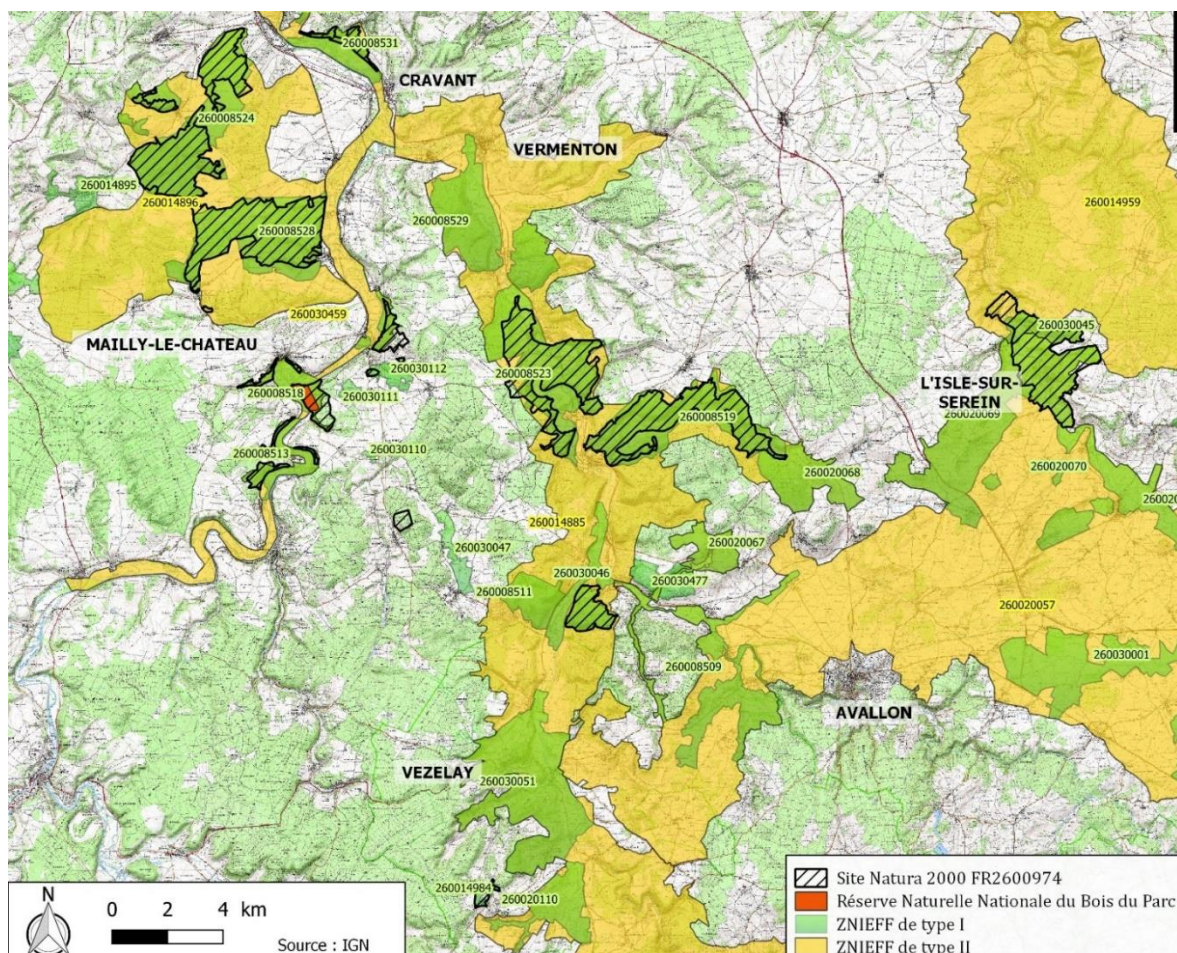 260008531
CRAVANT
260008524
VERMENTON
260014895
260014896
260008529
260014959
260008528
260030459
260030045
MAILLY-LE-CHATEAU
260030112
260008523
L'ISLE-SUR-
SEREIN
260008518
260030111
260008519
260020069
260008513
260030110
260020068
260020070
260020
260014885
260020067
260030047
260030046
260030477
260008511
260020057
260008509
260030001
AVALLON
VEZELAY
260030051
260014984
260020110
N
0 2 4 km
Source : IGN
Site Natura 2000 FR2600974
Réserve Naturelle Nationale du Bois du Parc
ZNIEFF de type I
ZNIEFF de type II